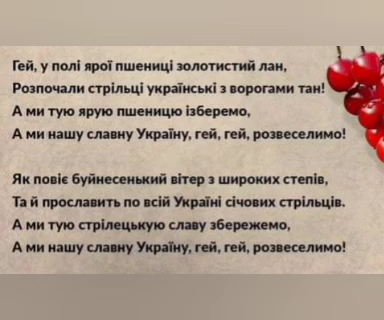 Гей, у полі ярої пшениці золотистий лан,
Розпочали стрільці українські з ворогами тан!
А ми тую ярую пшеницю ізберемо,
А ми нашу славну Україну, гей, гей, розвеселимо!
Як повіє буйнесенький вітер з широких степів,
Та й прославить по всій Україні січових стрільців.
А ми тую стрілецькую славу збережемо,
А ми нашу славну Україну, гей, гей, розвеселимо!